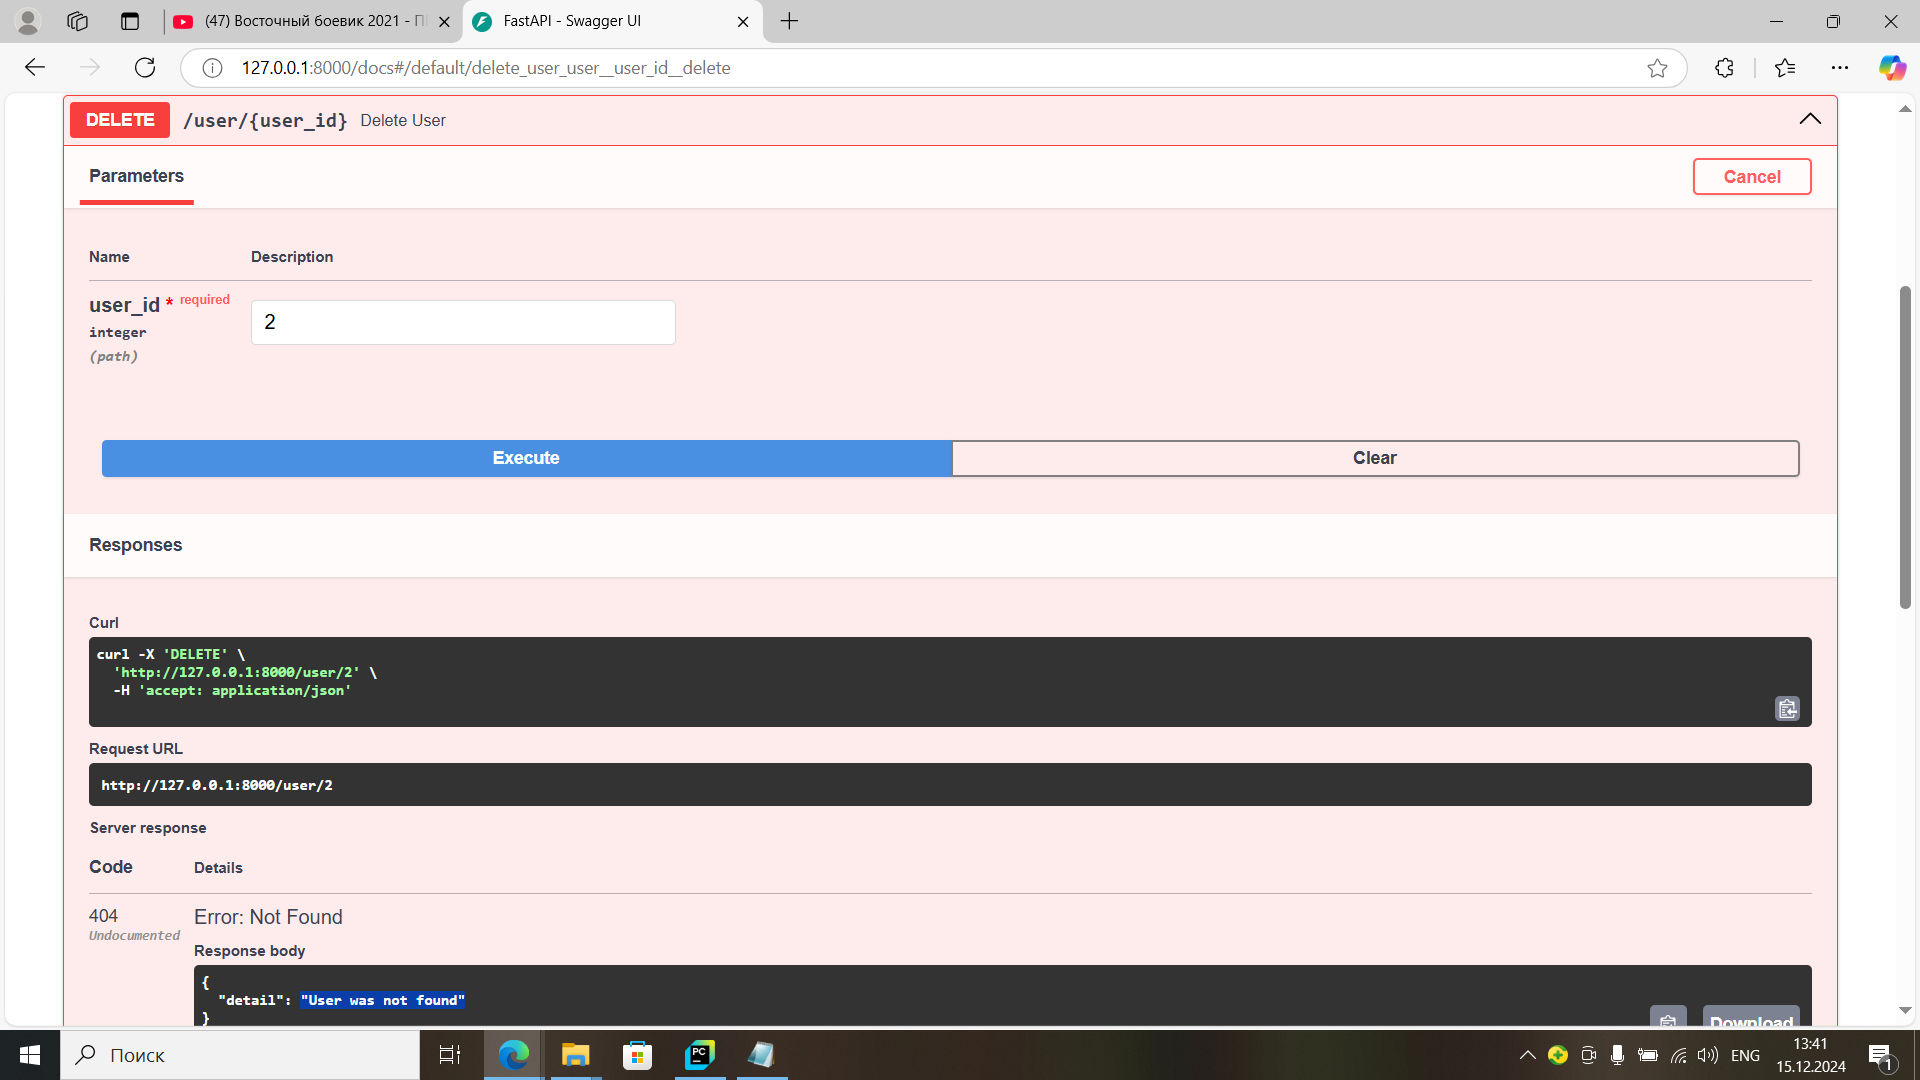 (47) Восточный боевик 2021 - П
FastAPI - Swagger UI
127.0.0.1:8000/docs#/default/delete_user_user__user_id__delete
DELETE /user/{user_id} Delete User
Parameters
Cancel
Name Description
user_id * required
integer
(path)
2
Execute
Clear
Responses
Curl
curl -X 'DELETE' \
'http://127.0.0.1:8000/user/2' \
-H 'accept: application/json'
Request URL
http://127.0.0.1:8000/user/2
Server response
Code Details
404 Error: Not Found
Undocumented
Response body
{
"detail": "User was not found"
}
Download
Поиск
PC
ENG
13:41
15.12.2024
1